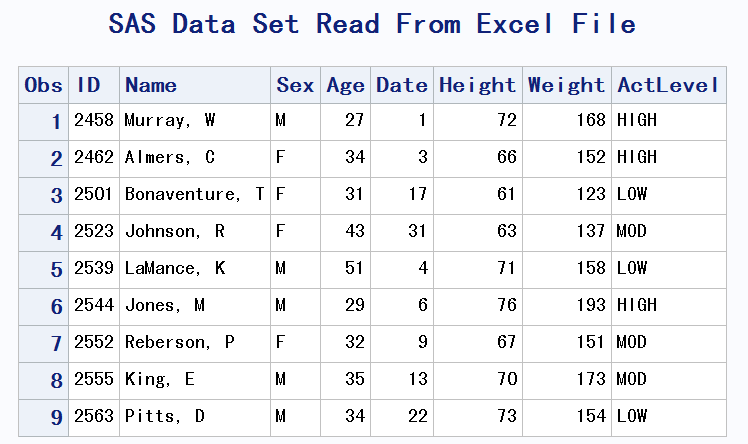 SAS Data Set Read From Excel File
Obs ID Name Sex Age Date Height Weight ActLevel
1 2458 Murray, W M 27 1 72 168 HIGH
2 2462 Almers, C F 34 3 66 152 HIGH
3 2501 Bonaventure, T F 31 17 61 123 LOW
4 2523 Johnson, R F 43 31 63 137 MOD
5 2539 LaMance, K M 51 4 71 158 LOW
6 2544 Jones, M M 29 6 76 193 HIGH
7 2552 Reberson, P F 32 9 67 151 MOD
8 2555 King, E M 35 13 70 173 MOD
9 2563 Pitts, D M 34 22 73 154 LOW